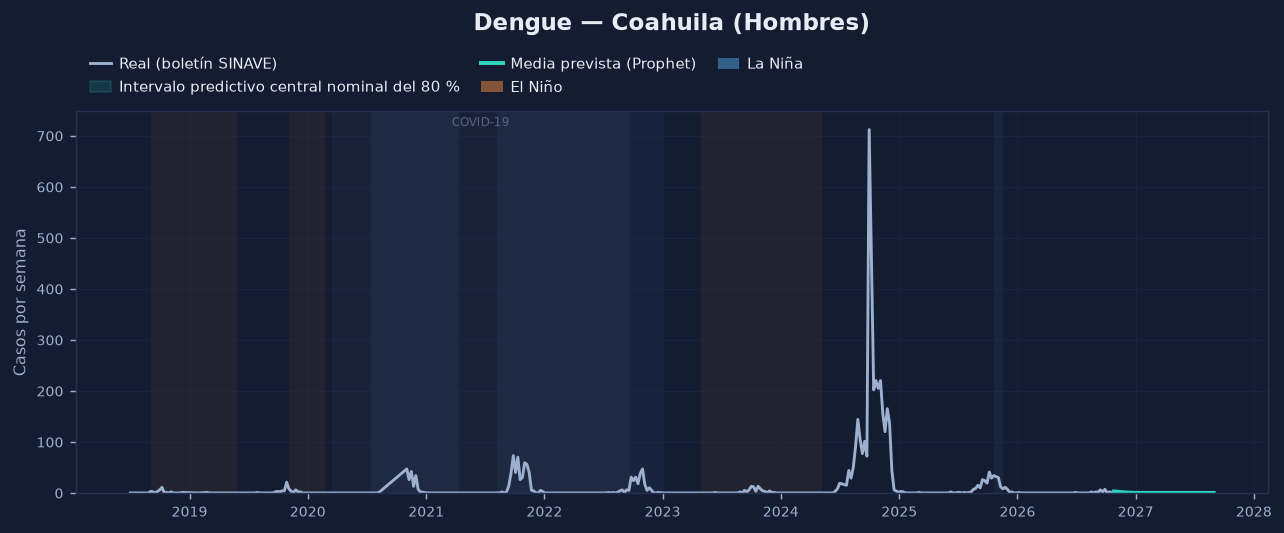 Dengue — Coahuila (Hombres)
Real (boletín SINAVE)
Intervalo predictivo central nominal del 80 %
Media prevista (Prophet)
El Niño
La Niña
COVID-19
Casos por semana
700
600
500
400
300
200
100
0
2019 2020 2021 2022 2023 2024 2025 2026 2027 2028